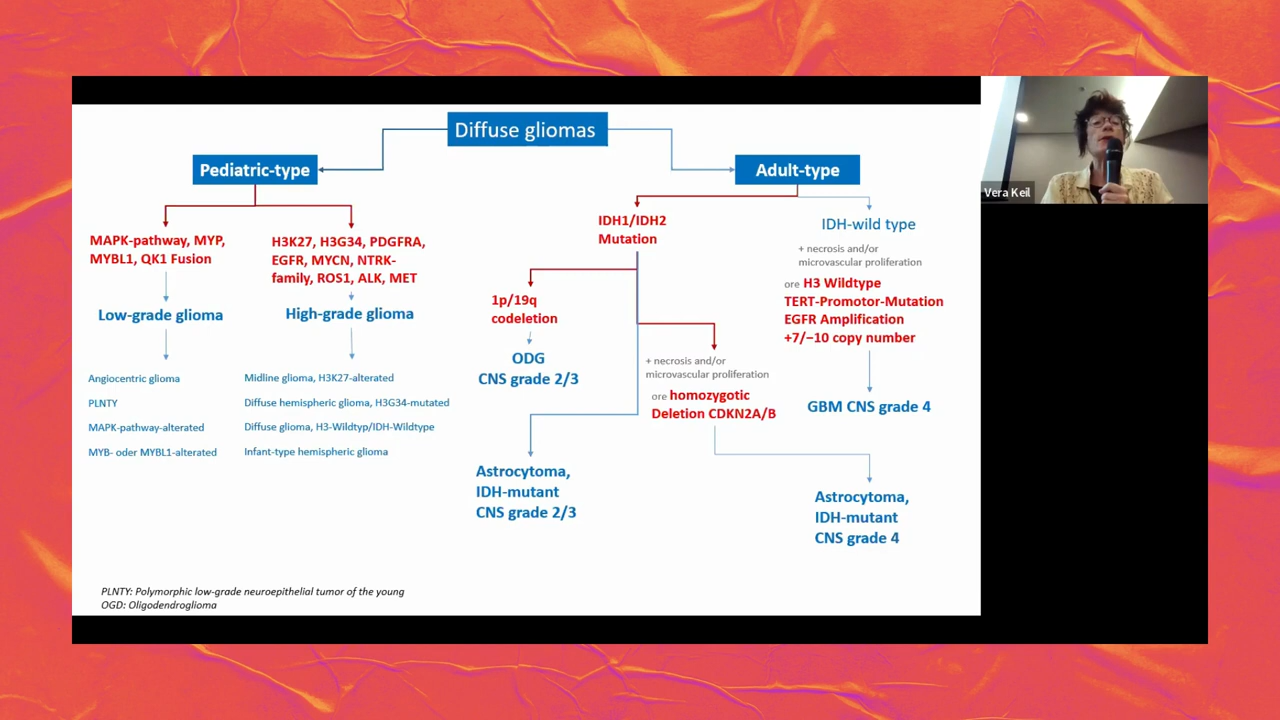 Diffuse gliomas
Pediatric-type
Adult-type
MAPK-pathway, MYP,
MYBL1, QK1 Fusion
Low-grade glioma
Angiocentric glioma
PLNTY
MAPK-pathway-alterated
MYB- oder MYBL1-alterated
H3K27, H3G34, PDGFRA,
EGFR, MYCN, NTRK-
family, ROS1, ALK, MET
High-grade glioma
Midline glioma, H3K27-alterated
Diffuse hemispheric glioma, H3G34-mutated
Diffuse glioma, H3-Wildtyp/IDH-Wildtype
Infant-type hemispheric glioma
IDH1/IDH2
Mutation
1p/19q
codeletion
ODG
CNS grade 2/3
Astrocytoma,
IDH-mutant
CNS grade 2/3
+ necrosis and/or
microvascular proliferation
ore homozygotic
Deletion CDKN2A/B
Astrocytoma,
IDH-mutant
CNS grade 4
IDH-wild type
+ necrosis and/or
microvascular proliferation
ore H3 Wildtype
TERT-Promotor-Mutation
EGFR Amplification
+7/−10 copy number
GBM CNS grade 4
PLNTY: Polymorphic low-grade neuroepithelial tumor of the young
OGD: Oligodendroglioma
Vera Keil